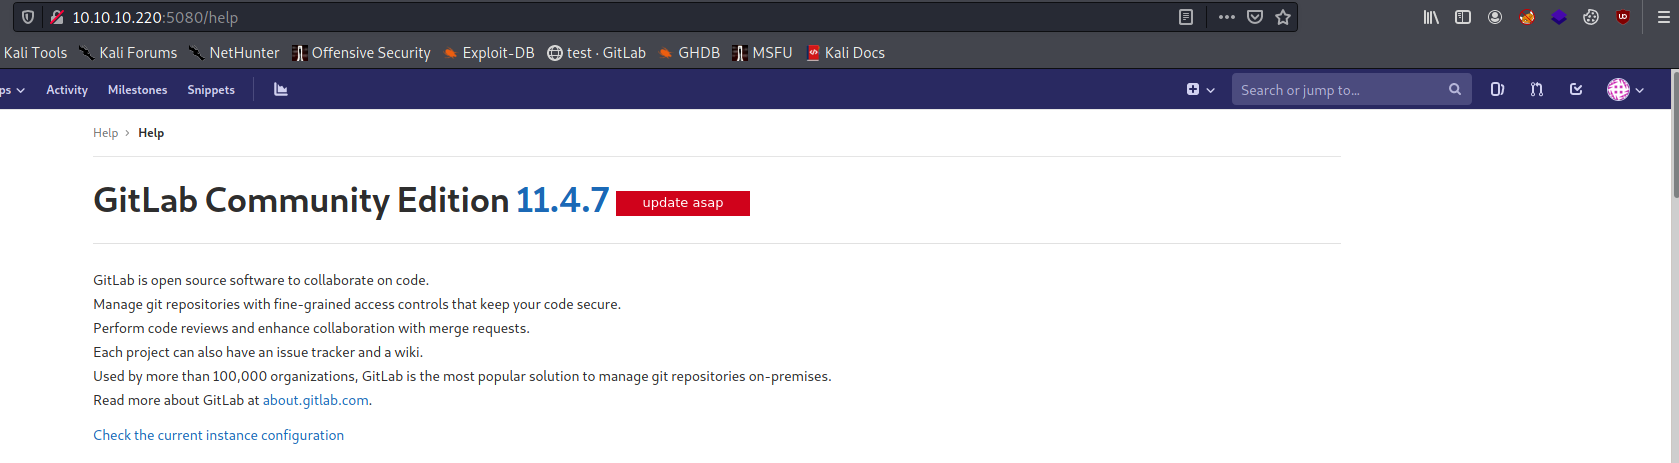 10.10.10.220:5080/help
Kali Tools Kali Forums NetHunter Offensive Security Exploit-DB test · GitLab GHDB MSFU Kali Docs
ps Activity Milestones Snippets Search or jump to...
Help › Help
GitLab Community Edition 11.4.7 update asap
GitLab is open source software to collaborate on code.
Manage git repositories with fine-grained access controls that keep your code secure.
Perform code reviews and enhance collaboration with merge requests.
Each project can also have an issue tracker and a wiki.
Used by more than 100,000 organizations, GitLab is the most popular solution to manage git repositories on-premises.
Read more about GitLab at about.gitlab.com.
Check the current instance configuration